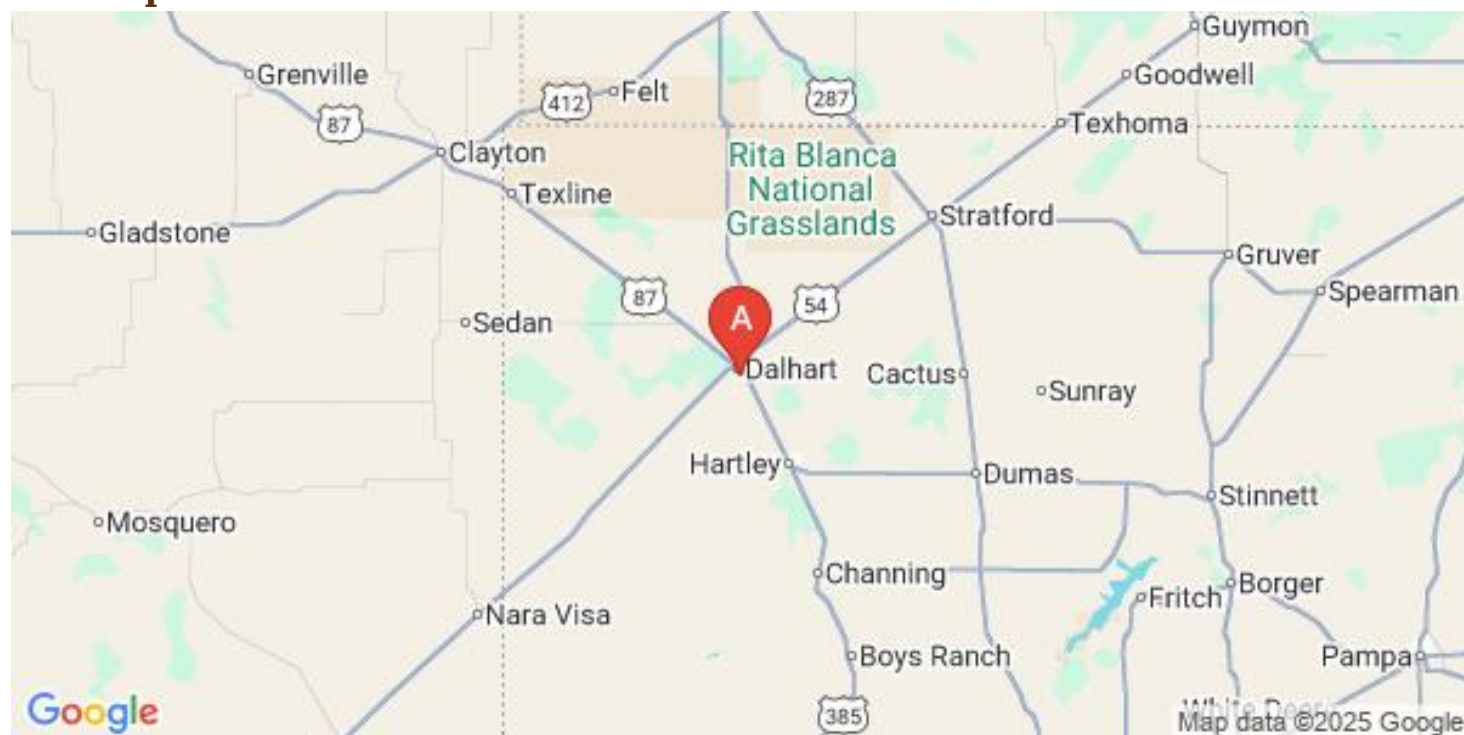 Guymon
Grenville
Goodwell
Felt
412
287
87
Texhoma
Clayton
Rita Blanca
National
Grasslands
Texline
Stratford
Gladstone
Gruver
Spearman
87
54
A
Sedan
Dalhart
Cactus
Sunray
Hartley
Dumas
Stinnett
Mosquero
Channing
Borger
Fritch
Nara Visa
Boys Ranch
Pampa
385
White Deer
Google
Map data ©2025 Google